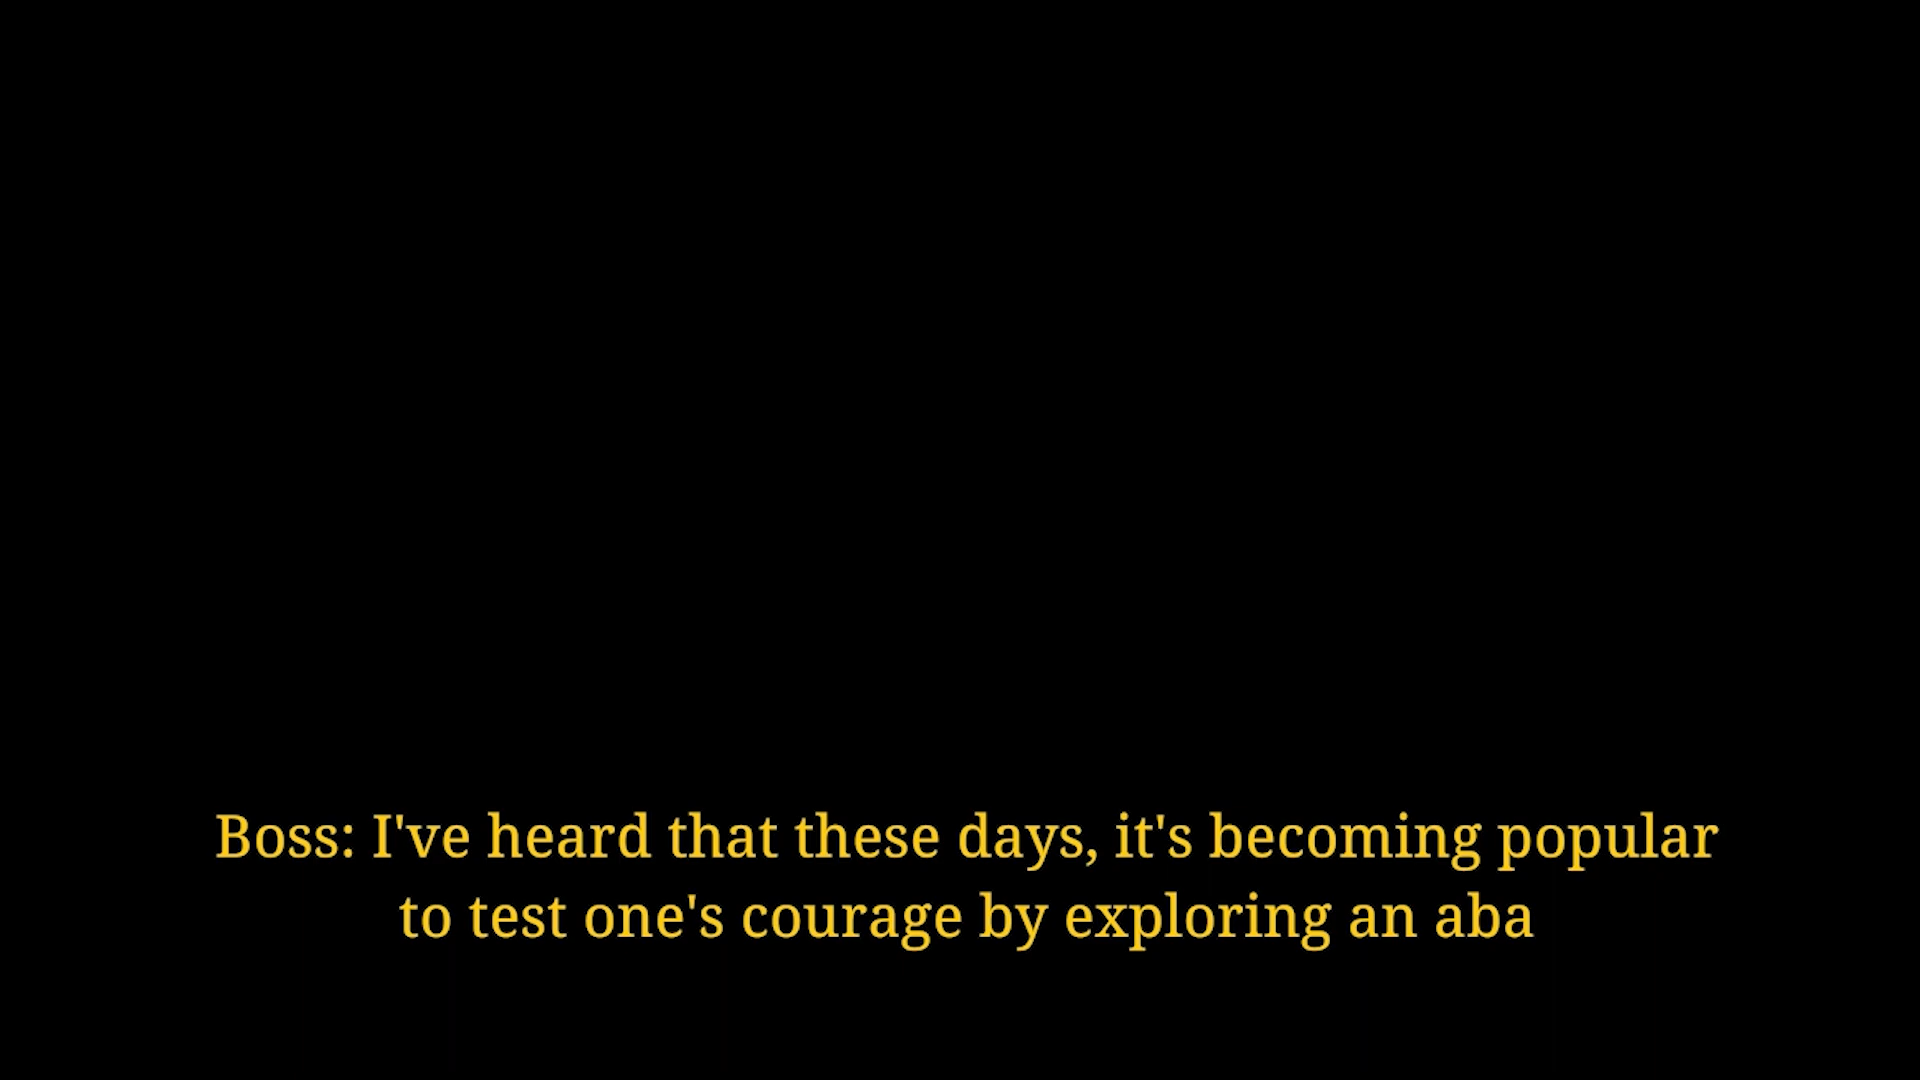 Boss: I've heard that these days, it's becoming popular
to test one's courage by exploring an aba